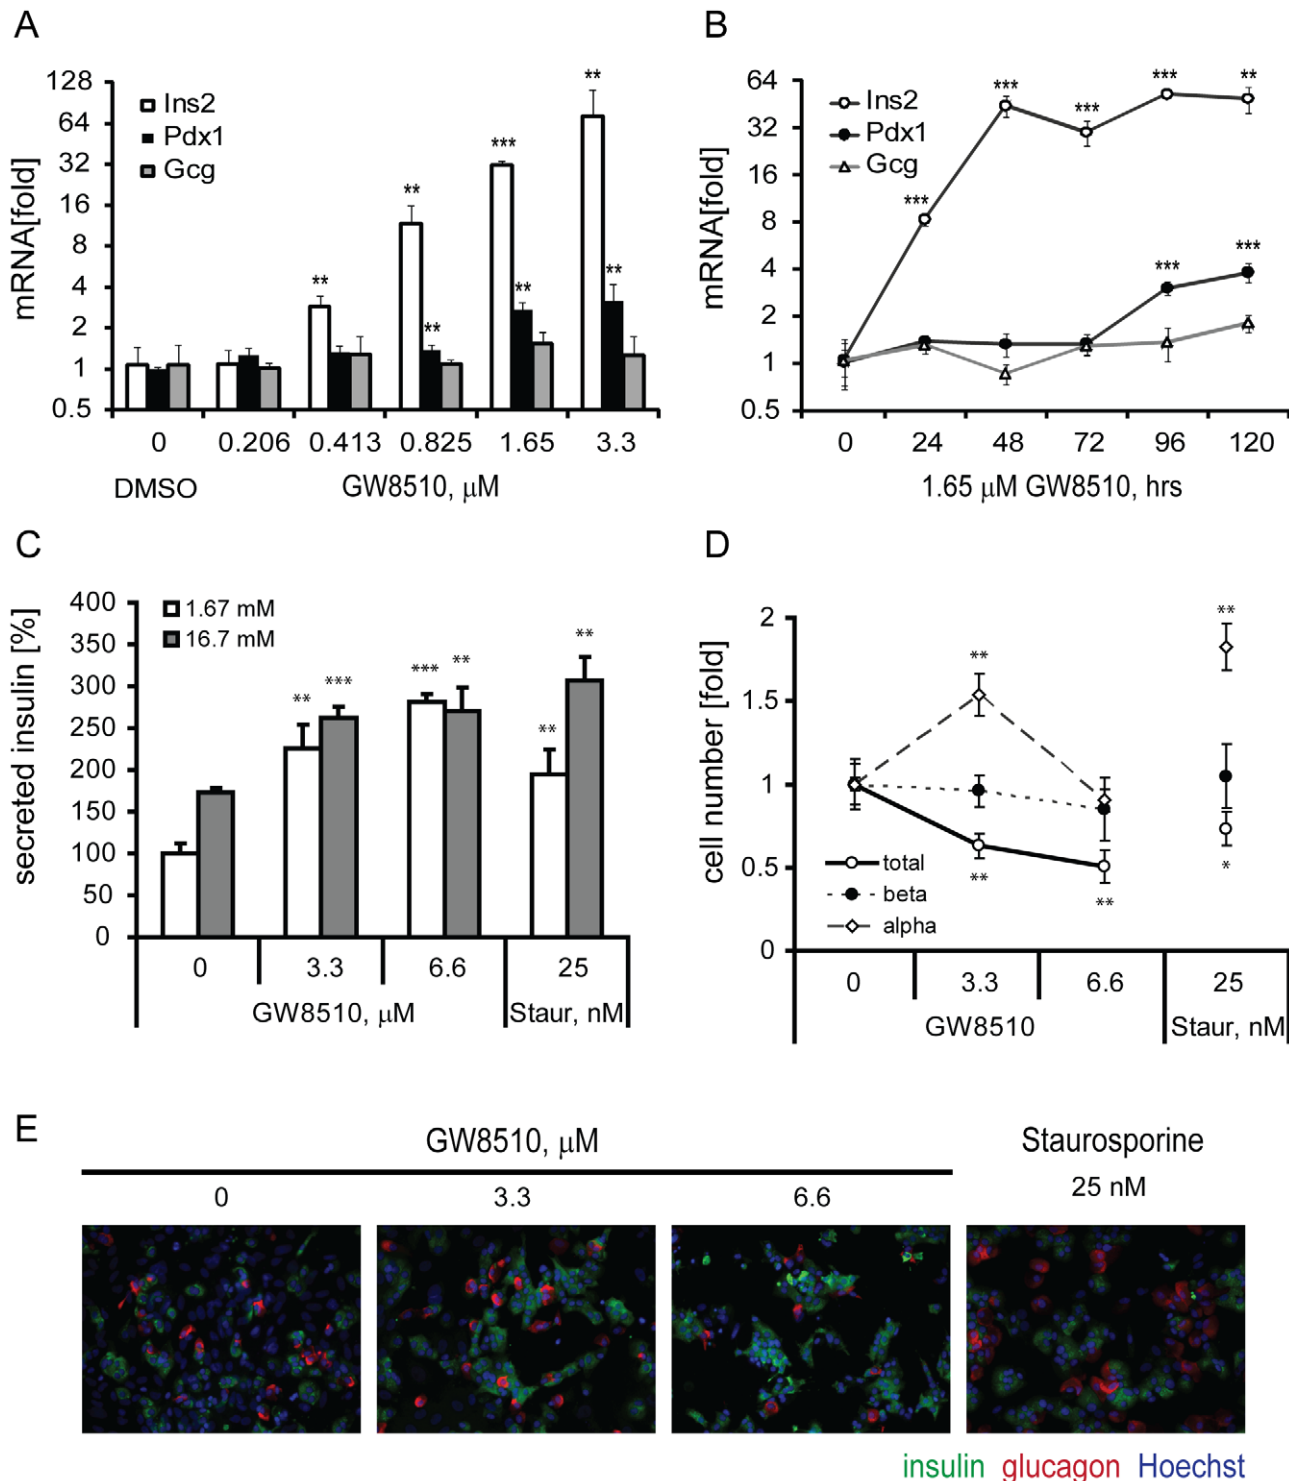 A
mRNA[fold]
128
64
32
16
8
4
2
1
0.5
Ins2
Pdx1
Gcg
**
**
***
**
**
**
**
0 0.206 0.413 0.825 1.65 3.3
DMSO GW8510, μM
B
mRNA[fold]
64
32
16
8
4
2
1
0.5
Ins2
Pdx1
Gcg
***
***
***
***
**
***
***
0 24 48 72 96 120
1.65 μM GW8510, hrs
C
secreted insulin [%]
400
350
300
250
200
150
100
50
0
1.67 mM
16.7 mM
** *** *** ** ** **
0 3.3 6.6 25
GW8510, μM Staur, nM
D
cell number [fold]
2
1.5
1
0.5
0
**
**
**
**
*
total
beta
alpha
0 3.3 6.6 25
GW8510 Staur, nM
E
GW8510, μM Staurosporine
0 3.3 6.6 25 nM
insulin glucagon Hoechst